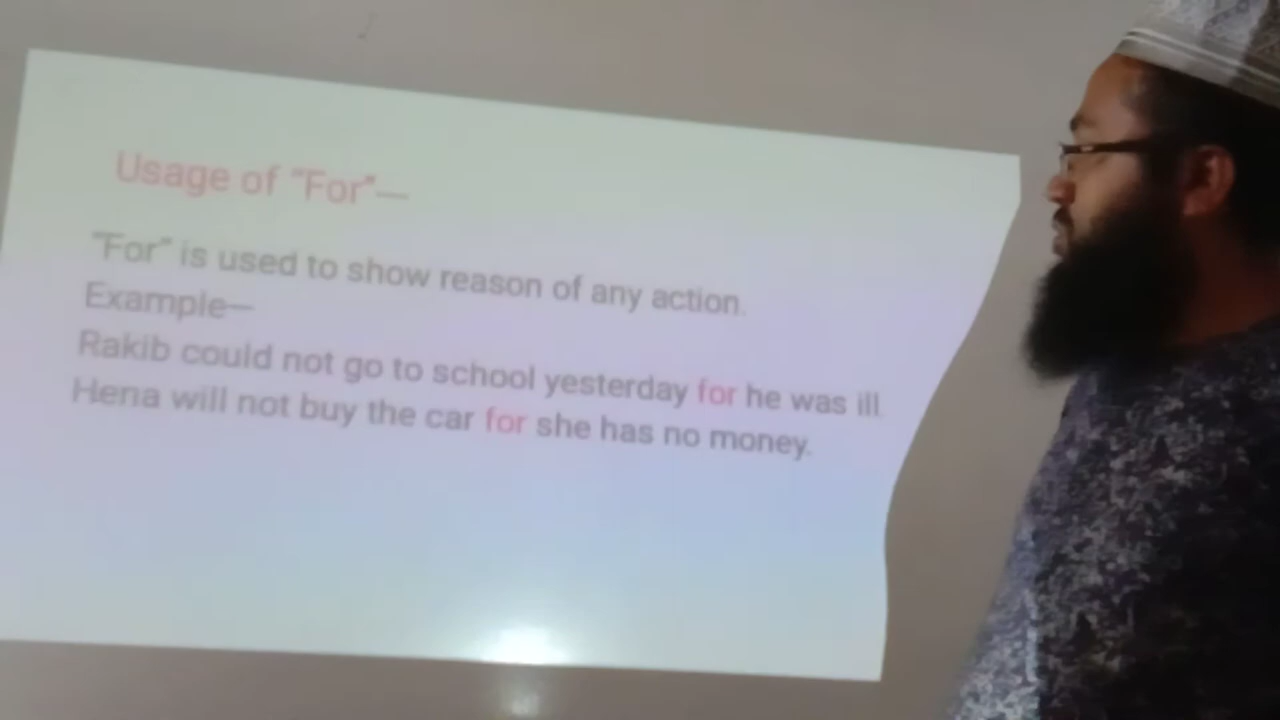 Usage of “For”—
“For” is used to show reason of any action.
Example—
Rakib could not go to school yesterday for he was ill.
Hena will not buy the car for she has no money.